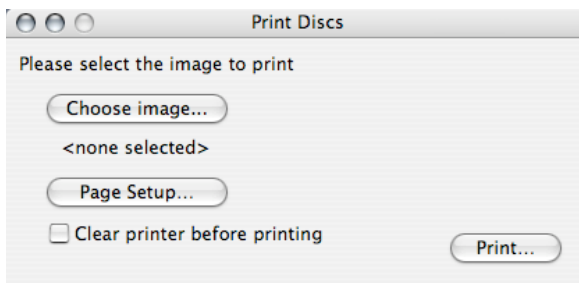 Print Discs
Please select the image to print
Choose image...
<none selected>
Page Setup...
Clear printer before printing
Print...